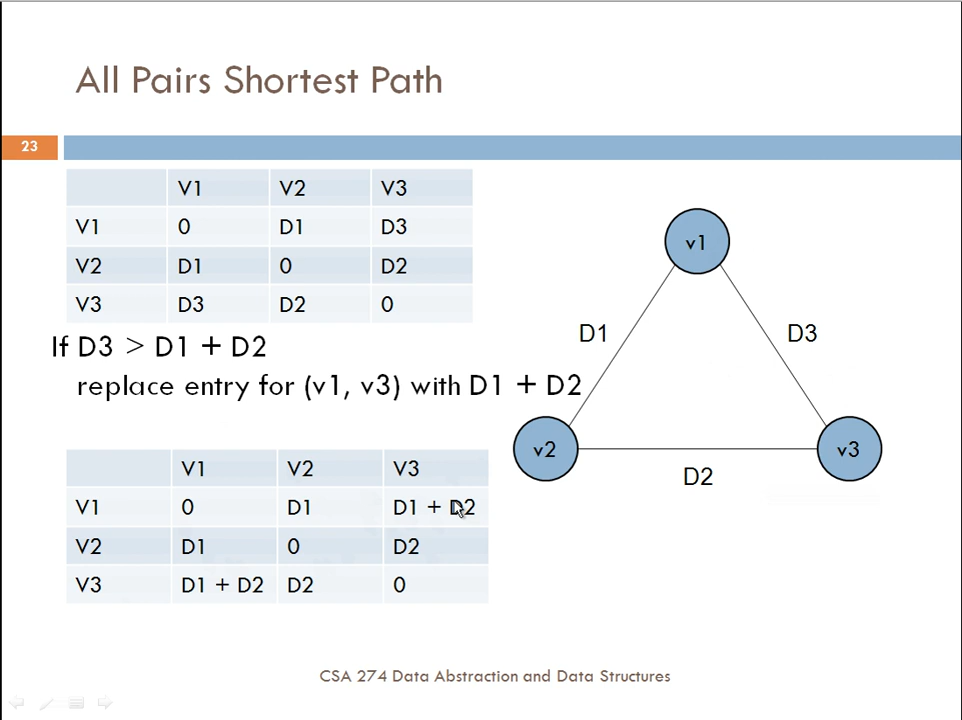 All Pairs Shortest Path
23
V1 V2 V3
V1 0 D1 D3
V2 D1 0 D2
V3 D3 D2 0
If D3 > D1 + D2
replace entry for (v1, v3) with D1 + D2
V1 V2 V3
V1 0 D1 D1 + D2
V2 D1 0 D2
V3 D1 + D2 D2 0
v1
D1 D3
v2 v3
D2
CSA 274 Data Abstraction and Data Structures